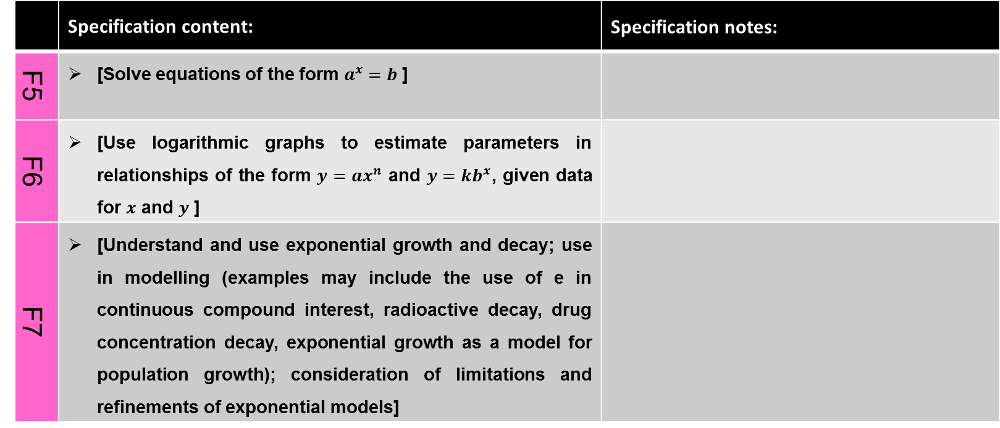 Specification content:
Specification notes:
F5
➢ [Solve equations of the form $a^x = b$ ]
F6
➢ [Use logarithmic graphs to estimate parameters in
relationships of the form $y = ax^n$ and $y = kb^x$, given data
for $x$ and $y$ ]
F7
➢ [Understand and use exponential growth and decay; use
in modelling (examples may include the use of e in
continuous compound interest, radioactive decay, drug
concentration decay, exponential growth as a model for
population growth); consideration of limitations and
refinements of exponential models]